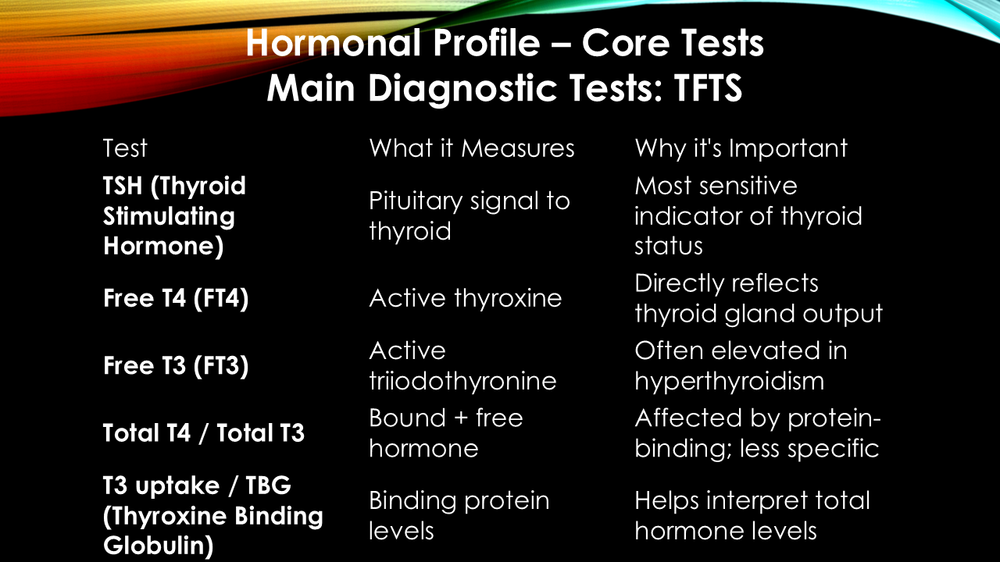 Hormonal Profile – Core Tests
Main Diagnostic Tests: TFTS
Test
What it Measures
Why it's Important
TSH (Thyroid
Stimulating
Hormone)
Pituitary signal to
thyroid
Most sensitive
indicator of thyroid
status
Free T4 (FT4)
Active thyroxine
Directly reflects
thyroid gland output
Free T3 (FT3)
Active
triiodothyronine
Often elevated in
hyperthyroidism
Total T4 / Total T3
Bound + free
hormone
Affected by protein-
binding; less specific
T3 uptake / TBG
(Thyroxine Binding
Globulin)
Binding protein
levels
Helps interpret total
hormone levels